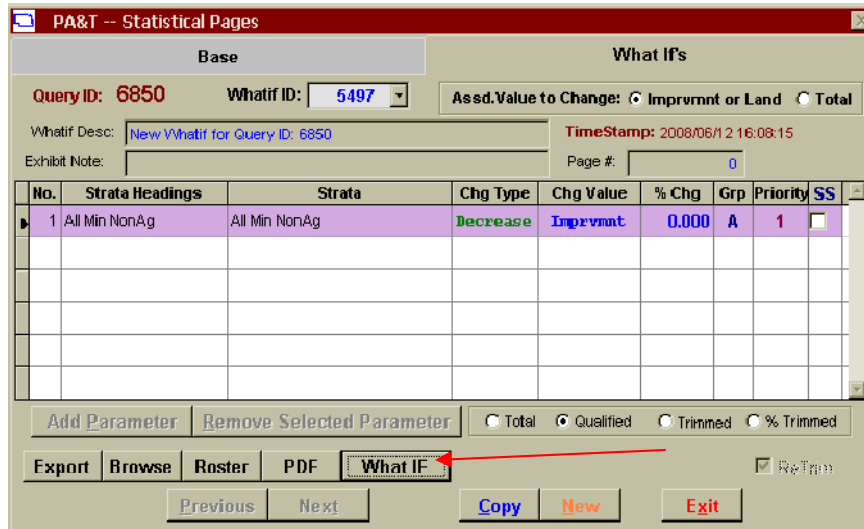 PA&T -- Statistical Pages
Base What If's
Query ID: 6850 Whatif ID: 5497 Assd.Value to Change: Imprvrmnt or Land Total
Whatif Desc: New Whatif for Query ID: 6850 TimeStamp: 2008/06/12 16:08:15
Exhibit Note: Page #: 0
No. Strata Headings Strata Chg Type Chg Value % Chg Grp Priority SS
1 All Min NonAg All Min NonAg Decrease Imprvmnt 0.000 A 1
Add Parameter Remove Selected Parameter Total Qualified Trimmed % Trimmed
Export Browse Roster PDF What IF ReTrim
Previous Next Copy New Exit